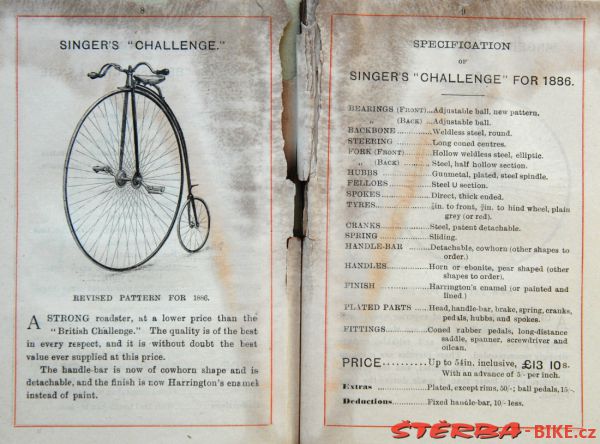 8
SINGER'S "CHALLENGE."
REVISED PATTERN FOR 1886.
A STRONG roadster, at a lower price than the
"British Challenge." The quality is of the best
in every respect, and it is without doubt the best
value ever supplied at this price.
The handle-bar is now of cowhorn shape and is
detachable, and the finish is now Harrington's enamel
instead of paint.
9
SPECIFICATION
OF
SINGER'S "CHALLENGE" FOR 1886.
BEARINGS (FRONT)...Adjustable ball, new pattern.
„ (BACK) ...Adjustable ball.
BACKBONE ............Weldless steel, round.
STEERING ............Long coned centres.
FORK (FRONT)............Hollow weldless steel, elliptic.
„ (BACK) ............Steel, half hollow section.
HUBBS ..................Gunmetal, plated, steel spindle.
FELLOES ...............Steel U section.
SPOKES ..................Direct, thick ended.
TYRES .....................in. to front, in. to hind wheel, plain
grey (or red).
CRANKS ..................Steel, patent detachable.
SPRING ..................Sliding.
HANDLE-BAR .........Detachable, cowhorn (other shapes to
order.)
HANDLES ...............Horn or ebonite, pear shaped (other
shapes to order).
FINISH ..................Harrington's enamel (or painted and
lined.)
PLATED PARTS ......Head, handle-bar, brake, spring, cranks,
pedals, hubbs, and spokes.
FITTINGS ...............Coned rubber pedals, long-distance
saddle, spanner, screwdriver and
oilcan.
PRICE ............Up to 54in. inclusive, £13 10s.
With an advance of 5/- per inch.
Extras ..................Plated, except rims, 50/-; ball pedals, 15/-.
Deductions ............Fixed handle-bar, 10/- less.
ŠTĚRBA-BIKE.cz